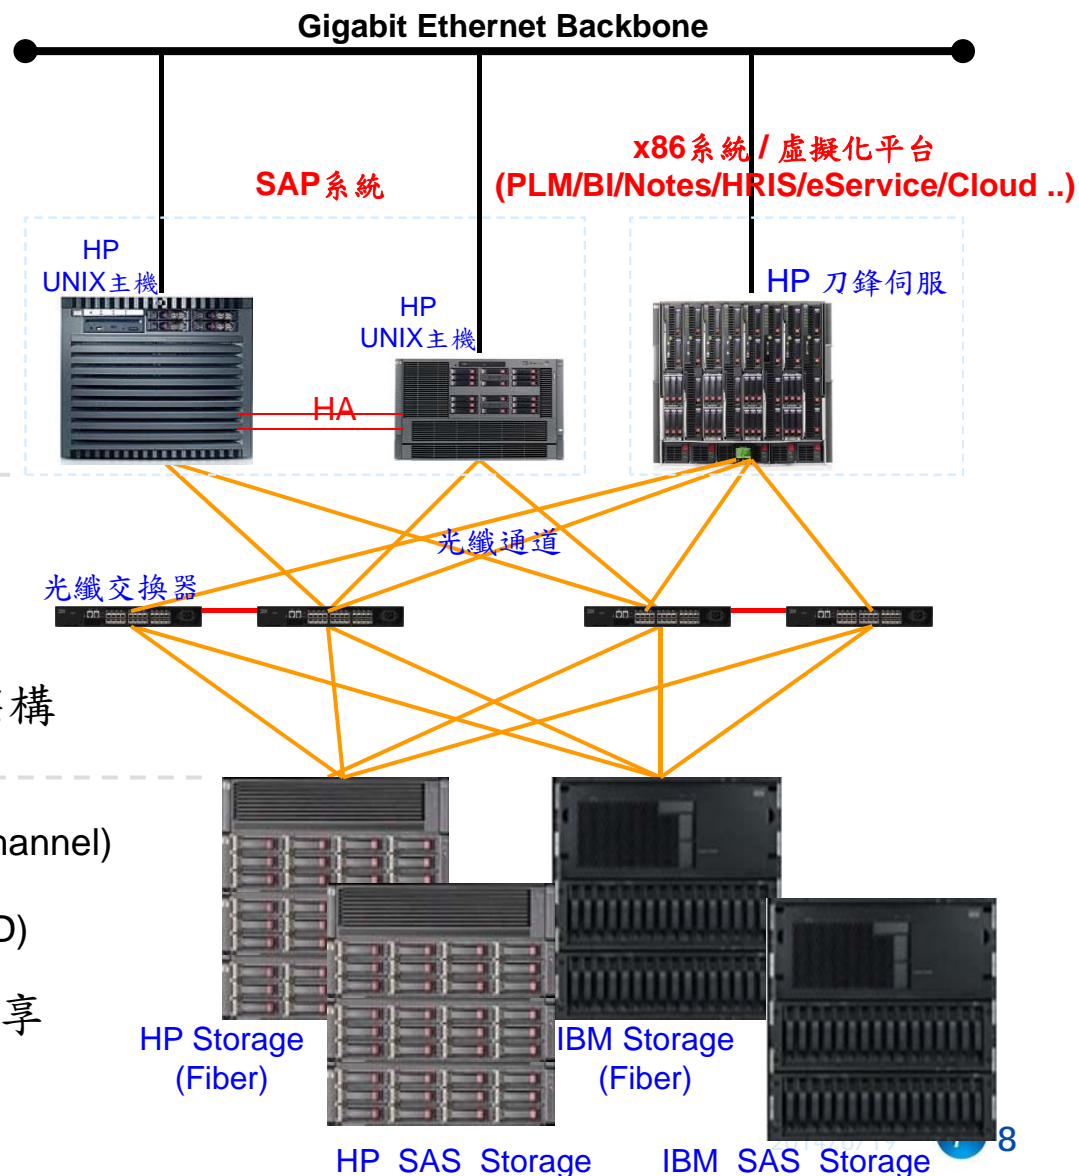 Gigabit Ethernet Backbone
x86系統 / 虛擬化平台
SAP系統
(PLM/BI/Notes/HRIS/eService/Cloud ..)
HP
UNIX主機
HP 刀鋒伺服
HP
UNIX主機
HA
光纖通道
光纖交換器
構
hannel)
D)
享
HP Storage
(Fiber)
IBM Storage
(Fiber)
8
HP SAS Storage
IBM SAS Storage